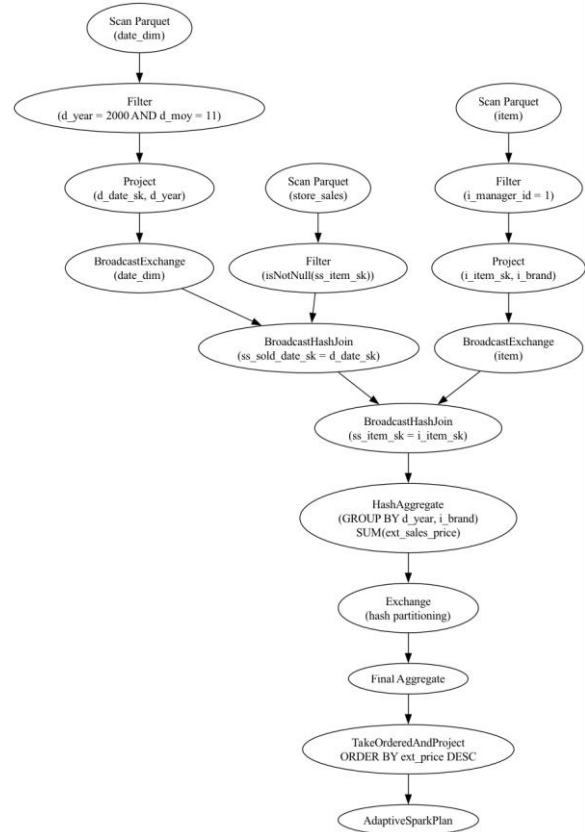 Scan Parquet
(date_dim)
Filter
(d_year = 2000 AND d_moy = 11)
Scan Parquet
(item)
Project
(d_date_sk, d_year)
Scan Parquet
(store_sales)
Filter
(i_manager_id = 1)
BroadcastExchange
(date_dim)
Filter
(isNotNull(ss_item_sk))
Project
(i_item_sk, i_brand)
BroadcastHashJoin
(ss_sold_date_sk = d_date_sk)
BroadcastExchange
(item)
BroadcastHashJoin
(ss_item_sk = i_item_sk)
HashAggregate
(GROUP BY d_year, i_brand)
SUM(ext_sales_price)
Exchange
(hash partitioning)
Final Aggregate
TakeOrderedAndProject
ORDER BY ext_price DESC
AdaptiveSparkPlan